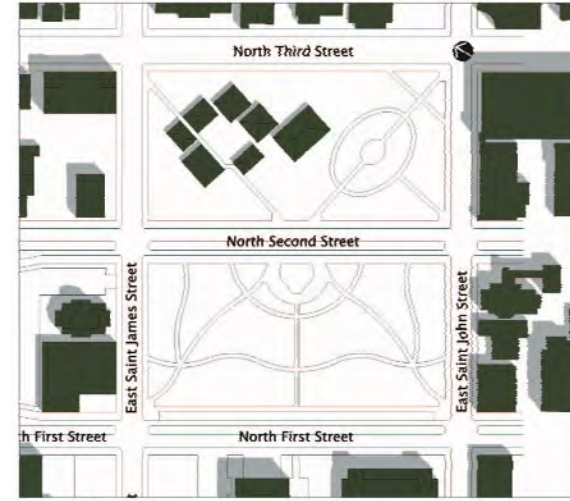 North Third Street
North Second Street
East Saint James Street
East Saint John Street
h First Street
North First Street